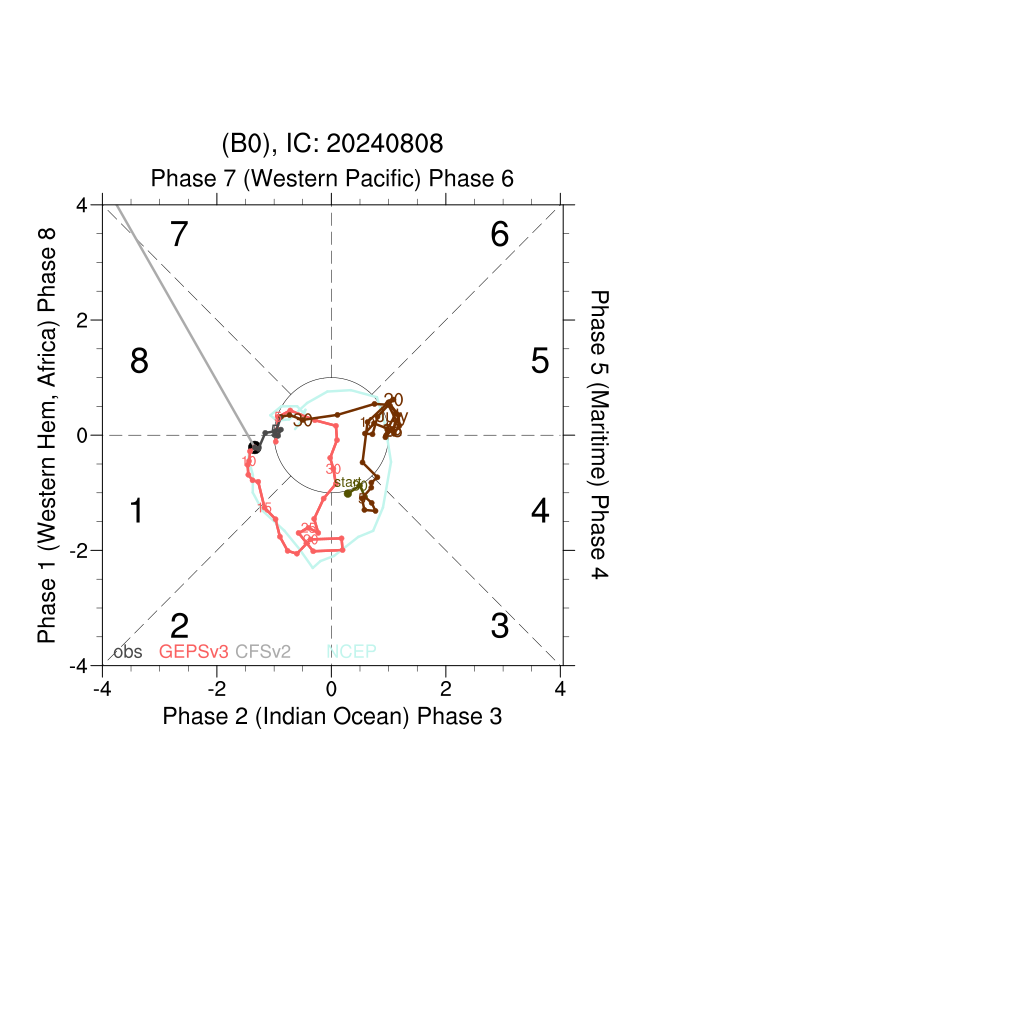 (B0), IC: 20240808
Phase 7 (Western Pacific) Phase 6
Phase 1 (Western Hem, Africa) Phase 8
Phase 5 (Maritime) Phase 4
4
2
0
-2
-4
7
6
8
5
1
4
2
3
20
30
10
15
25
20
30
start
5
obs GEPSv3 CFSv2 NCEP
-4 -2 0 2 4
Phase 2 (Indian Ocean) Phase 3